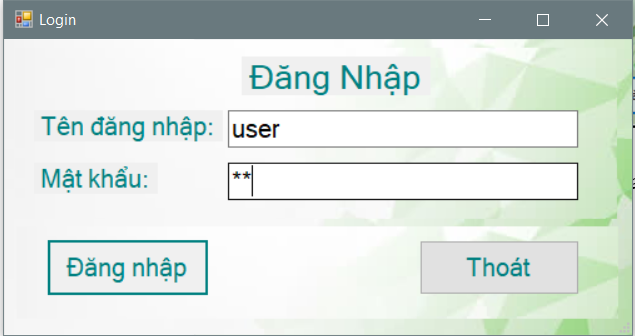 Login
Đăng Nhập
Tên đăng nhập: user
Mật khẩu: **
Đăng nhập Thoát